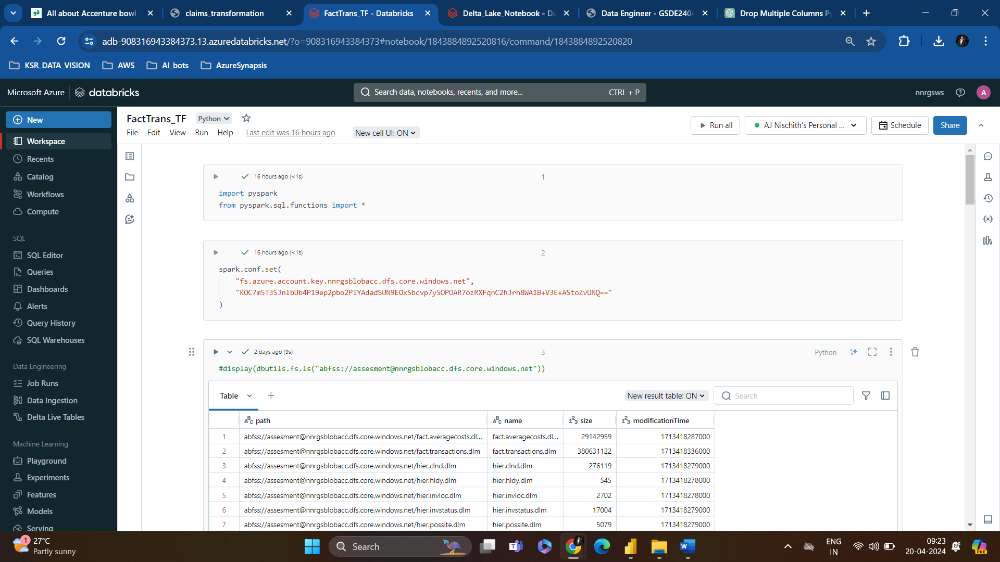 All about Accenture bowl
claims_transformation
FactTrans_TF - Databricks
Delta_Lake_Notebook - Da
Data Engineer - GSDE2404
Drop Multiple Columns Py
adb-908316943384373.13.azuredatabricks.net/?o=908316943384373#notebook/1843884892520816/command/1843884892520820
KSR_DATA_VISION
AWS
AI_bots
AzureSynapsis
Microsoft Azure
databricks
Search data, notebooks, recents, and more...
CTRL + P
nnrgsws
A
New
Workspace
Recents
Catalog
Workflows
Compute
SQL
SQL Editor
Queries
Dashboards
Alerts
Query History
SQL Warehouses
Data Engineering
Job Runs
Data Ingestion
Delta Live Tables
Machine Learning
Playground
Experiments
Features
Models
Serving
FactTrans_TF
Python
File Edit View Run Help
Last edit was 16 hours ago
New cell UI: ON
Run all
AJ Nischith's Personal ...
Schedule
Share
16 hours ago (<1s)
1
import pyspark
from pyspark.sql.functions import *
16 hours ago (<1s)
2
spark.conf.set(
"fs.azure.account.key.nnrgsblobacc.dfs.core.windows.net",
"KOC7m5T3SJnlbUb4P19ep2pbo2PIYAdadSUN9EOxSbcvp7y5OPOAR7ozRXFqnC2hJrh8WA1B+V3E+AStoZvUNQ=="
)
2 days ago (9s)
3
Python
#display(dbutils.fs.ls("abfss://assesment@nnrgsblobacc.dfs.core.windows.net"))
Table
New result table: ON
Search
path name size modificationTime
1 abfss://assesment@nnrgsblobacc.dfs.core.windows.net/fact.averagecosts.dl... fact.averagecosts.dl... 29142959 1713418287000
2 abfss://assesment@nnrgsblobacc.dfs.core.windows.net/fact.transactions.dlm fact.transactions.dlm 380631122 1713418336000
3 abfss://assesment@nnrgsblobacc.dfs.core.windows.net/hier.clnd.dlm hier.clnd.dlm 276119 1713418279000
4 abfss://assesment@nnrgsblobacc.dfs.core.windows.net/hier.hldy.dlm hier.hldy.dlm 545 1713418278000
5 abfss://assesment@nnrgsblobacc.dfs.core.windows.net/hier.invloc.dlm hier.invloc.dlm 2702 1713418278000
6 abfss://assesment@nnrgsblobacc.dfs.core.windows.net/hier.invstatus.dlm hier.invstatus.dlm 17004 1713418279000
7 abfss://assesment@nnrgsblobacc.dfs.core.windows.net/hier.possite.dlm hier.possite.dlm 5079 1713418279000
1
27°C
Partly sunny
Search
ENG
IN
09:23
20-04-2024
PRE